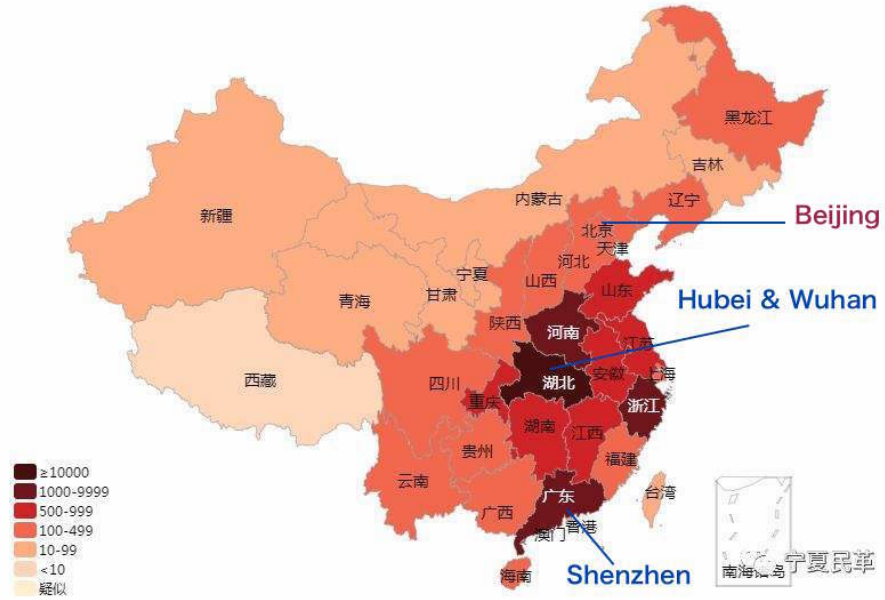 黑龙江
吉林
辽宁
内蒙古
新疆
北京
Beijing
天津
河北
宁夏
山西
青海
甘肃
山东
Hubei & Wuhan
陕西
河南
江苏
西藏
四川
湖北
安徽
上海
重庆
浙江
湖南
江西
贵州
福建
云南
广西
广东
台湾
澳门
香港
海南
Shenzhen
≥10000
1000-9999
500-999
100-499
10-99
<10
疑似
南海诸岛
宁夏民革